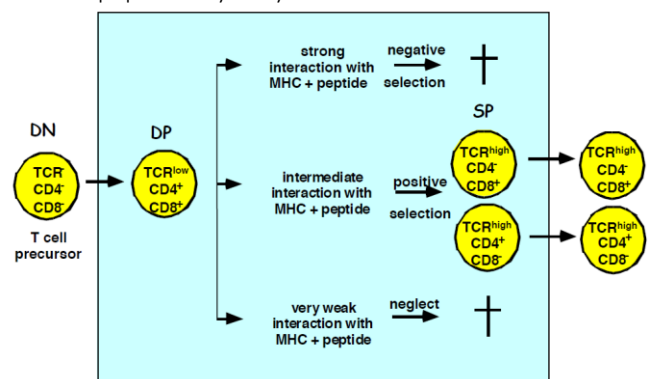 DN
TCR-
CD4-
CD8-
T cell
precursor
DP
TCRlow
CD4+
CD8+
strong
interaction with
MHC + peptide
negative
selection
intermediate
interaction with
MHC + peptide
positive
selection
very weak
interaction with
MHC + peptide
neglect
SP
TCRhigh
CD4-
CD8+
TCRhigh
CD4+
CD8-
TCRhigh
CD4-
CD8+
TCRhigh
CD4+
CD8-